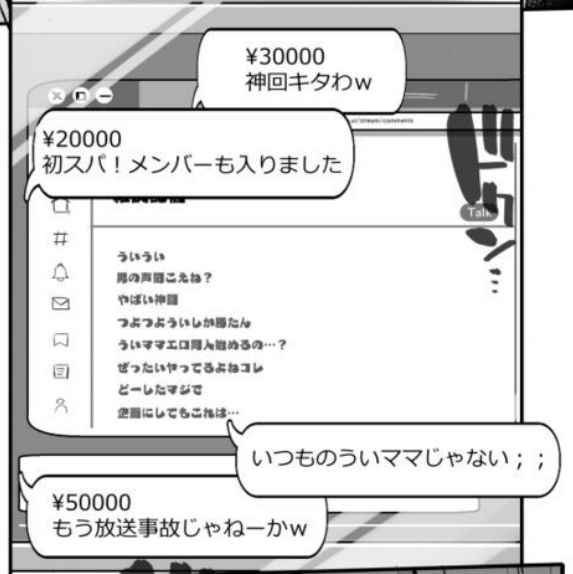 ¥30000
神回キタわw
¥20000
初スパ！メンバーも入りました
Talk
#
ういうい
男の声聞こえね？
やばい神回
つよつよういしか勝たん
ういママエロ同人始めるの…？
ぜったいヤってるよねコレ
どーしたマジで
企画にしてもこれは…
いつものういママじゃない；；
¥50000
もう放送事故じゃねーかw